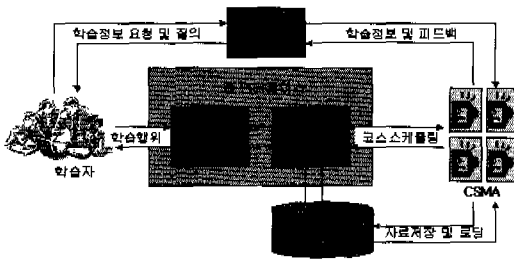 학습정보 요청 및 질의
학습정보 및 피드백
학습행위
코스스케쥴링
학습자
CSMA
자료저장 및 로딩